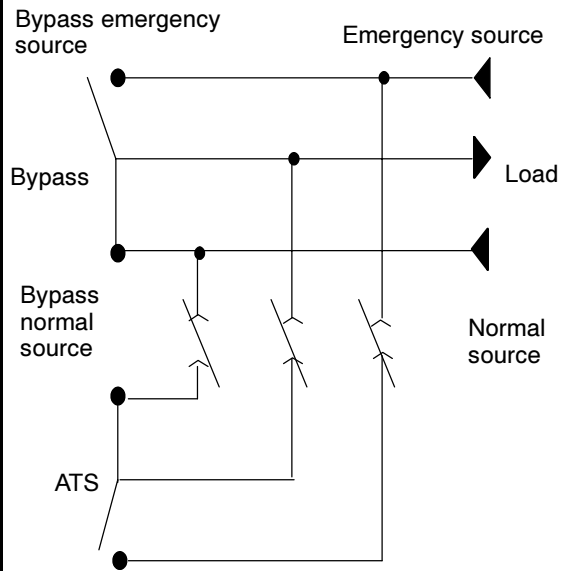 Bypass emergency
source
Emergency source
Bypass
Load
Bypass
normal
source
Normal
source
ATS